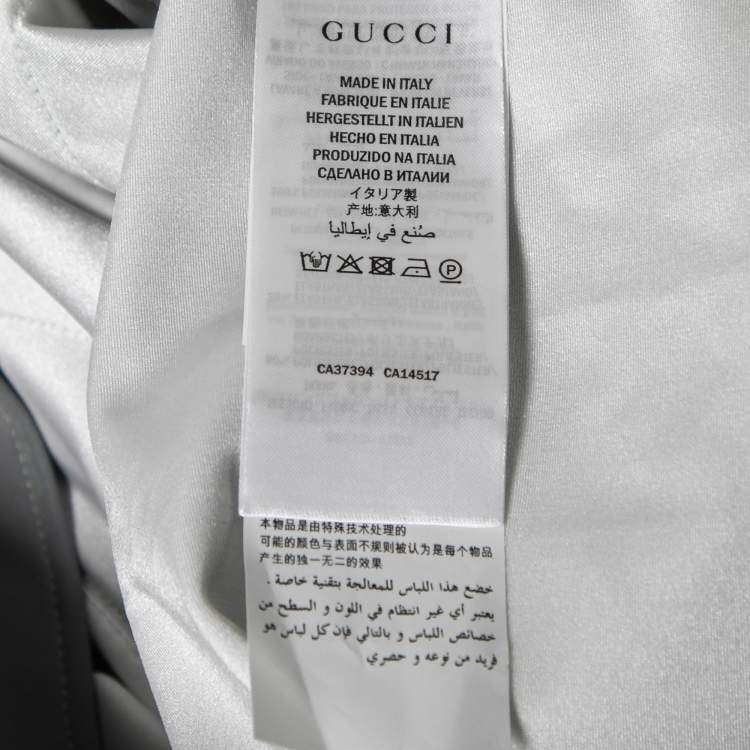 GUCCI
MADE IN ITALY
FABRIQUE EN ITALIE
HERGESTELLT IN ITALIEN
HECHO EN ITALIA
PRODUZIDO NA ITALIA
СДЕЛАНО В ИТАЛИИ
イタリア製
产地:意大利
صُنع في إيطاليا
P
CA37394 CA14517
本物品是由特殊技术处理的
可能的颜色与表面不规则被认为是每个物品
产生的独一无二的效果
خضع هذا اللباس للمعالجة بتقنية خاصة .
يعتبر أي غير انتظام في اللون و السطح من
خصائص اللباس و بالتالي فإن كل لباس هو
فريد من نوعه و حصري